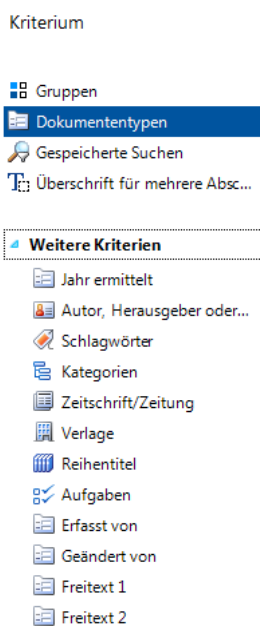 Kriterium
Gruppen
Dokumententypen
Gespeicherte Suchen
Überschrift für mehrere Absc...
Weitere Kriterien
Jahr ermittelt
Autor, Herausgeber oder...
Schlagwörter
Kategorien
Zeitschrift/Zeitung
Verlage
Reihentitel
Aufgaben
Erfasst von
Geändert von
Freitext 1
Freitext 2